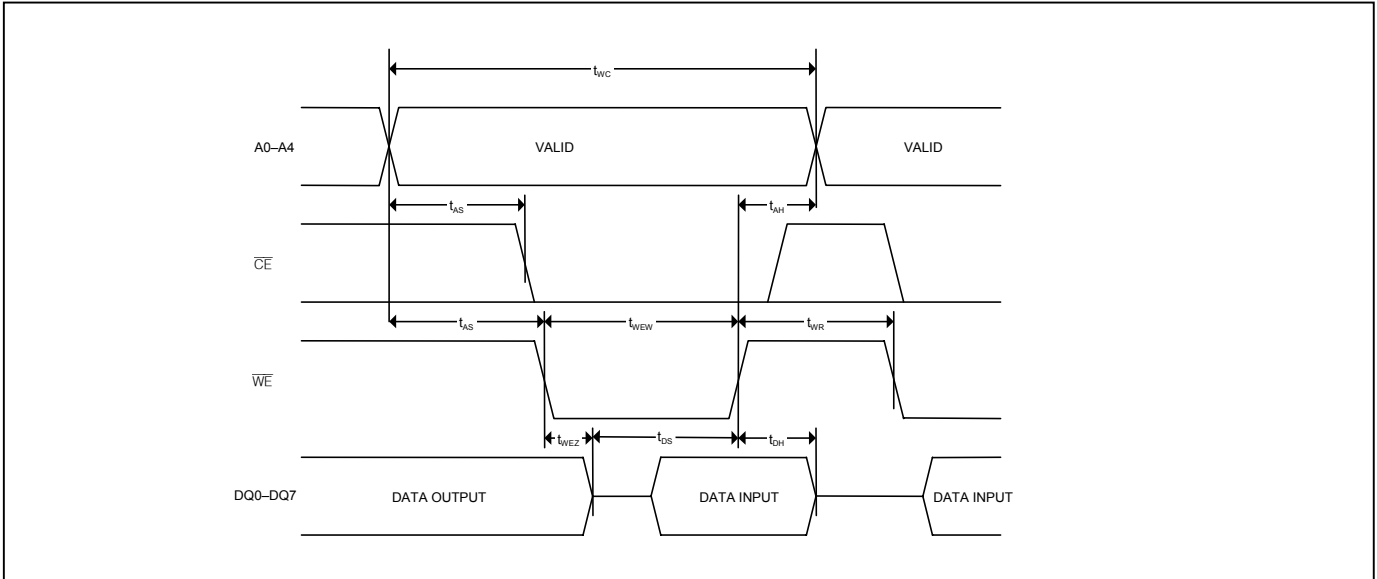 tWC
A0–A4
VALID
VALID
tAS
tAH
CE
tAS
tWEW
tWR
WE
tWEZ
tDS
tDH
DQ0–DQ7
DATA OUTPUT
DATA INPUT
DATA INPUT